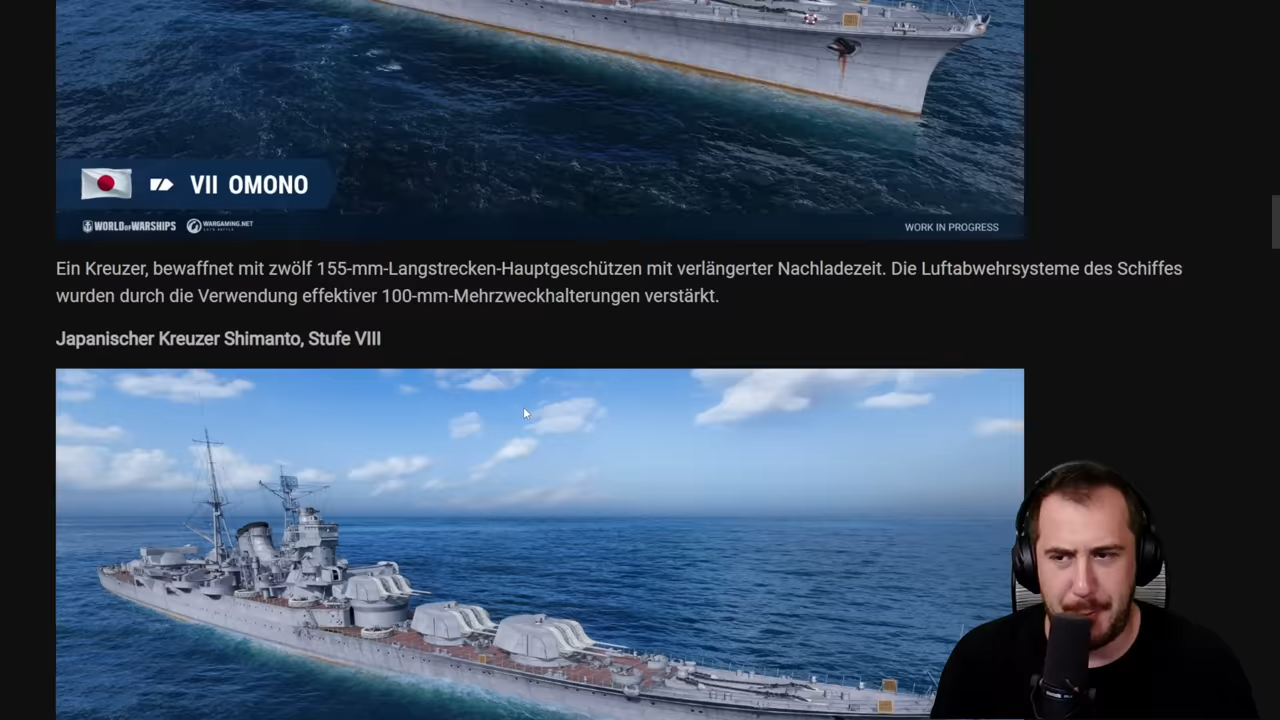 VII OMONO
WORLD OF WARSHIPS WARGAMING.NET
WORK IN PROGRESS
Ein Kreuzer, bewaffnet mit zwölf 155-mm-Langstrecken-Hauptgeschützen mit verlängerter Nachladezeit. Die Luftabwehrsysteme des Schiffes
wurden durch die Verwendung effektiver 100-mm-Mehrzweckhalterungen verstärkt.
Japanischer Kreuzer Shimanto, Stufe VIII